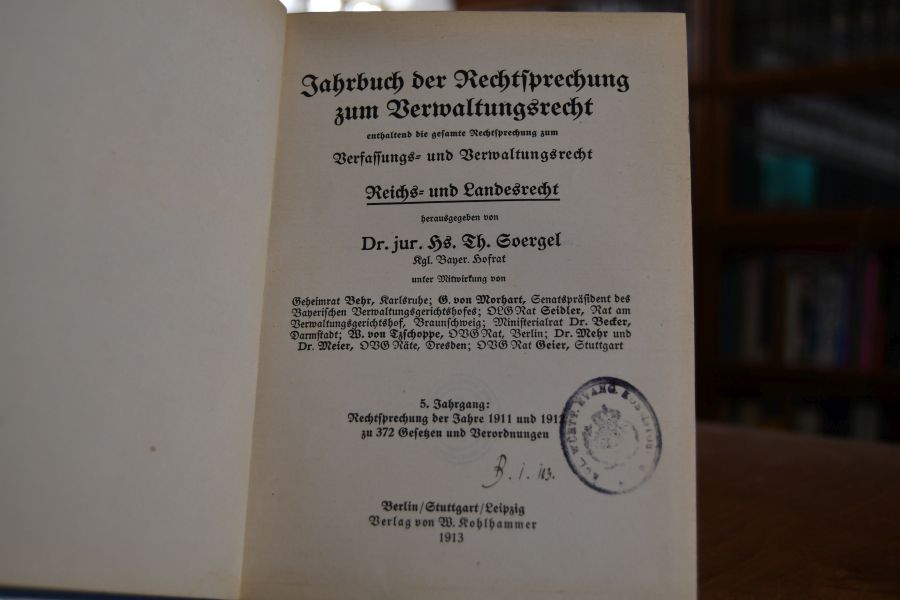 Jahrbuch der Rechtsprechung
zum Verwaltungsrecht
enthaltend die gesamte Rechtsprechung zum
Verfassungs- und Verwaltungsrecht
Reichs- und Landesrecht
herausgegeben von
Dr. jur. Hs. Th. Soergel
Kgl. Bayer. Hofrat
unter Mitwirkung von
Geheimrat Behr, Karlsruhe; G. von Morhart, Senatspräsident des
Bayerischen Verwaltungsgerichtshofes; OLG Rat Seidler, Rat am
Verwaltungsgerichtshof, Braunschweig; Ministerialrat Dr. Becker,
Darmstadt; W. von Tzschoppe, OVG Rat, Berlin; Dr. Mehr und
Dr. Meier, OVG Räte, Dresden; OVG Rat Geier, Stuttgart
5. Jahrgang:
Rechtsprechung der Jahre 1911 und 1912
zu 372 Gesetzen und Verordnungen
KGL. WÜRTT. EVANG.
Berlin/Stuttgart/Leipzig
Verlag von W. Kohlhammer
1913